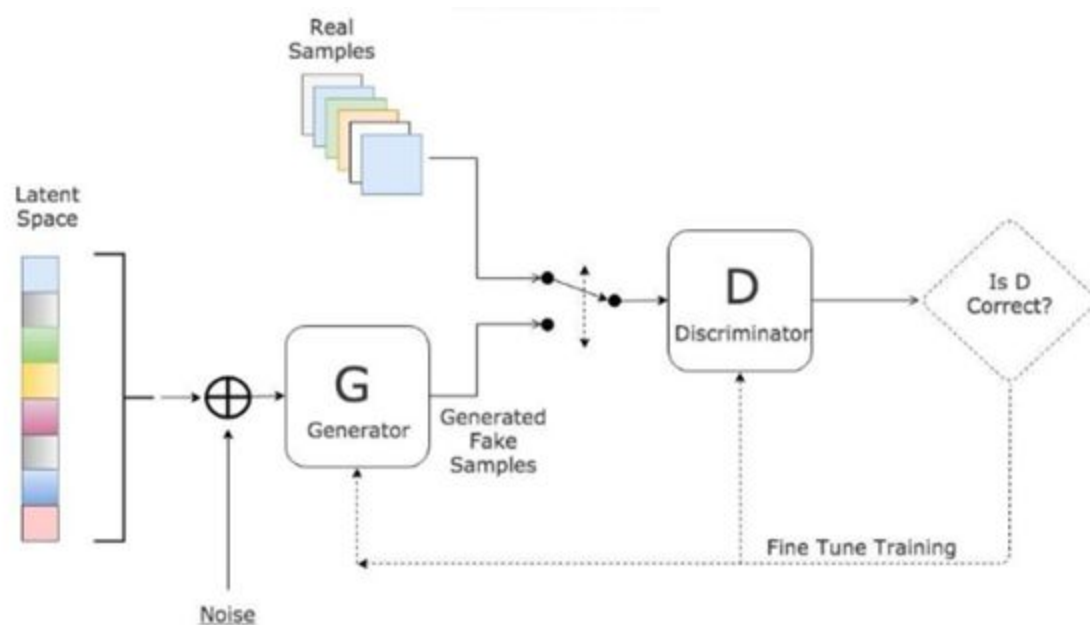 Real
Samples
Latent
Space
D
Discriminator
Is D
Correct?
G
Generator
Generated
Fake
Samples
Fine Tune Training
Noise